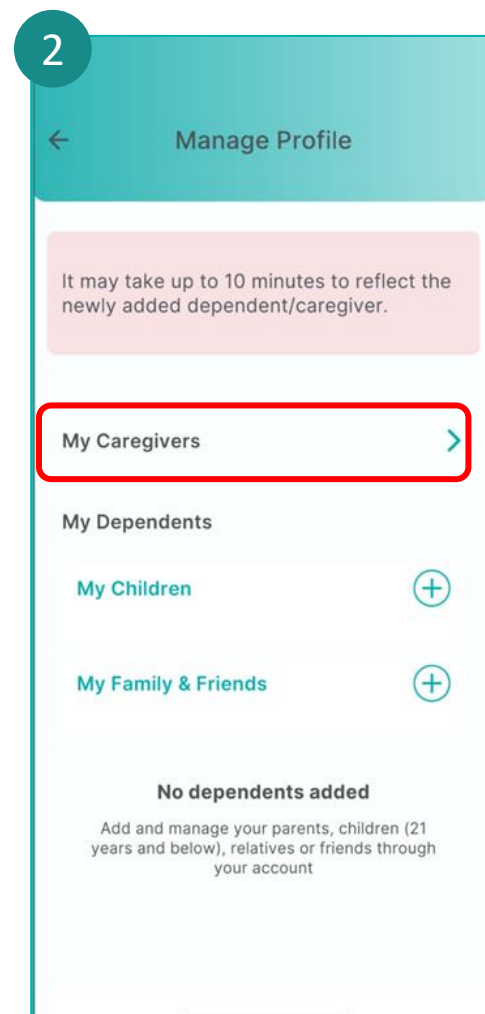 2
Manage Profile
It may take up to 10 minutes to reflect the
newly added dependent/caregiver.
My Caregivers
My Dependents
My Children
My Family & Friends
No dependents added
Add and manage your parents, children (21
years and below), relatives or friends through
your account